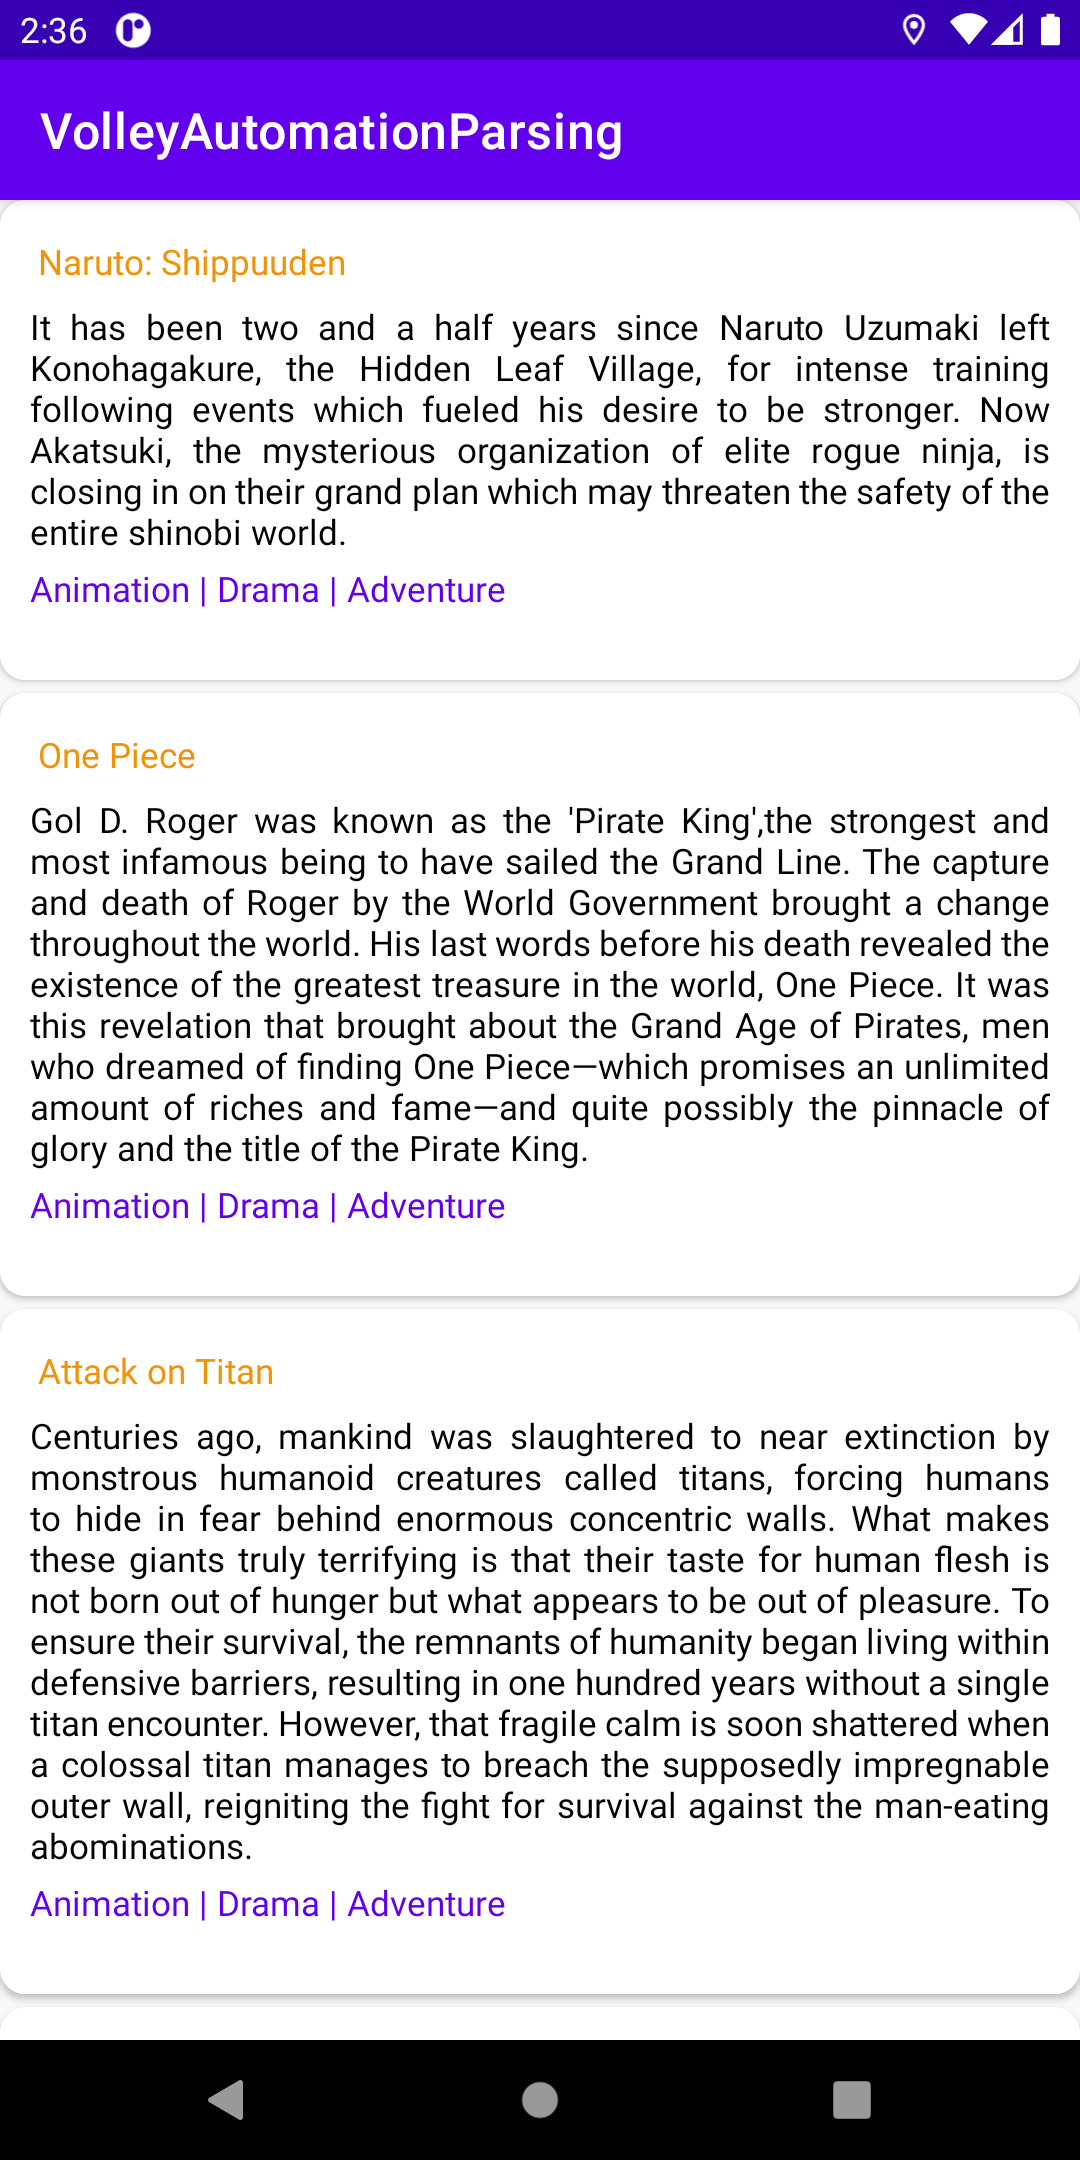 2:36
VolleyAutomationParsing
Naruto: Shippuuden
It has been two and a half years since Naruto Uzumaki left
Konohagakure, the Hidden Leaf Village, for intense training
following events which fueled his desire to be stronger. Now
Akatsuki, the mysterious organization of elite rogue ninja, is
closing in on their grand plan which may threaten the safety of the
entire shinobi world.
Animation | Drama | Adventure
One Piece
Gol D. Roger was known as the 'Pirate King',the strongest and
most infamous being to have sailed the Grand Line. The capture
and death of Roger by the World Government brought a change
throughout the world. His last words before his death revealed the
existence of the greatest treasure in the world, One Piece. It was
this revelation that brought about the Grand Age of Pirates, men
who dreamed of finding One Piece—which promises an unlimited
amount of riches and fame—and quite possibly the pinnacle of
glory and the title of the Pirate King.
Animation | Drama | Adventure
Attack on Titan
Centuries ago, mankind was slaughtered to near extinction by
monstrous humanoid creatures called titans, forcing humans
to hide in fear behind enormous concentric walls. What makes
these giants truly terrifying is that their taste for human flesh is
not born out of hunger but what appears to be out of pleasure. To
ensure their survival, the remnants of humanity began living within
defensive barriers, resulting in one hundred years without a single
titan encounter. However, that fragile calm is soon shattered when
a colossal titan manages to breach the supposedly impregnable
outer wall, reigniting the fight for survival against the man-eating
abominations.
Animation | Drama | Adventure